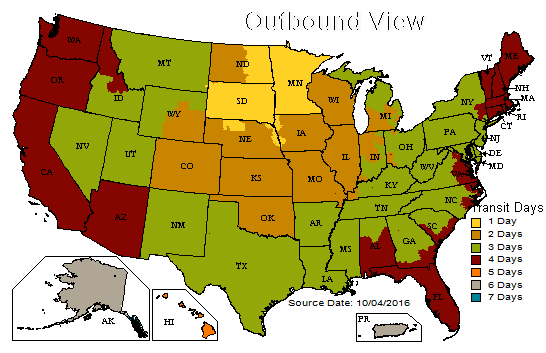 Outbound View
WA
MT
ND
MN
VT
ME
OR
ID
SD
WI
MI
NY
NH
MA
WY
RI
CT
NV
UT
NE
IA
IL
IN
OH
PA
NJ
DE
MD
CA
CO
KS
MO
WV
VA
KY
AZ
NM
OK
AR
TN
NC
SC
TX
LA
MS
AL
GA
FL
AK
HI
PR
Transit Days
1 Day
2 Days
3 Days
4 Days
5 Days
6 Days
7 Days
Source Date: 10/04/2016